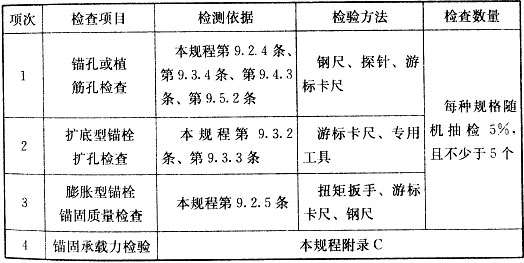 项次
检查项目
检测依据
检验方法
检查数量
1
锚孔或植
筋孔检查
本规程第 9.2.4 条、
第 9.3.4 条、第 9.4.3
条、第 9.5.2 条
钢尺、探针、游
标卡尺
每种规格随
机抽检 5%,
且不少于 5 个
2
扩底型锚栓
扩孔检查
本规程第 9.3.2
条、第 9.3.3 条
游标卡尺、专用
工具
3
膨胀型锚栓
锚固质量检查
本规程第 9.2.5 条
扭矩扳手、游标
卡尺、钢尺
4
锚固承载力检验
本规程附录 C